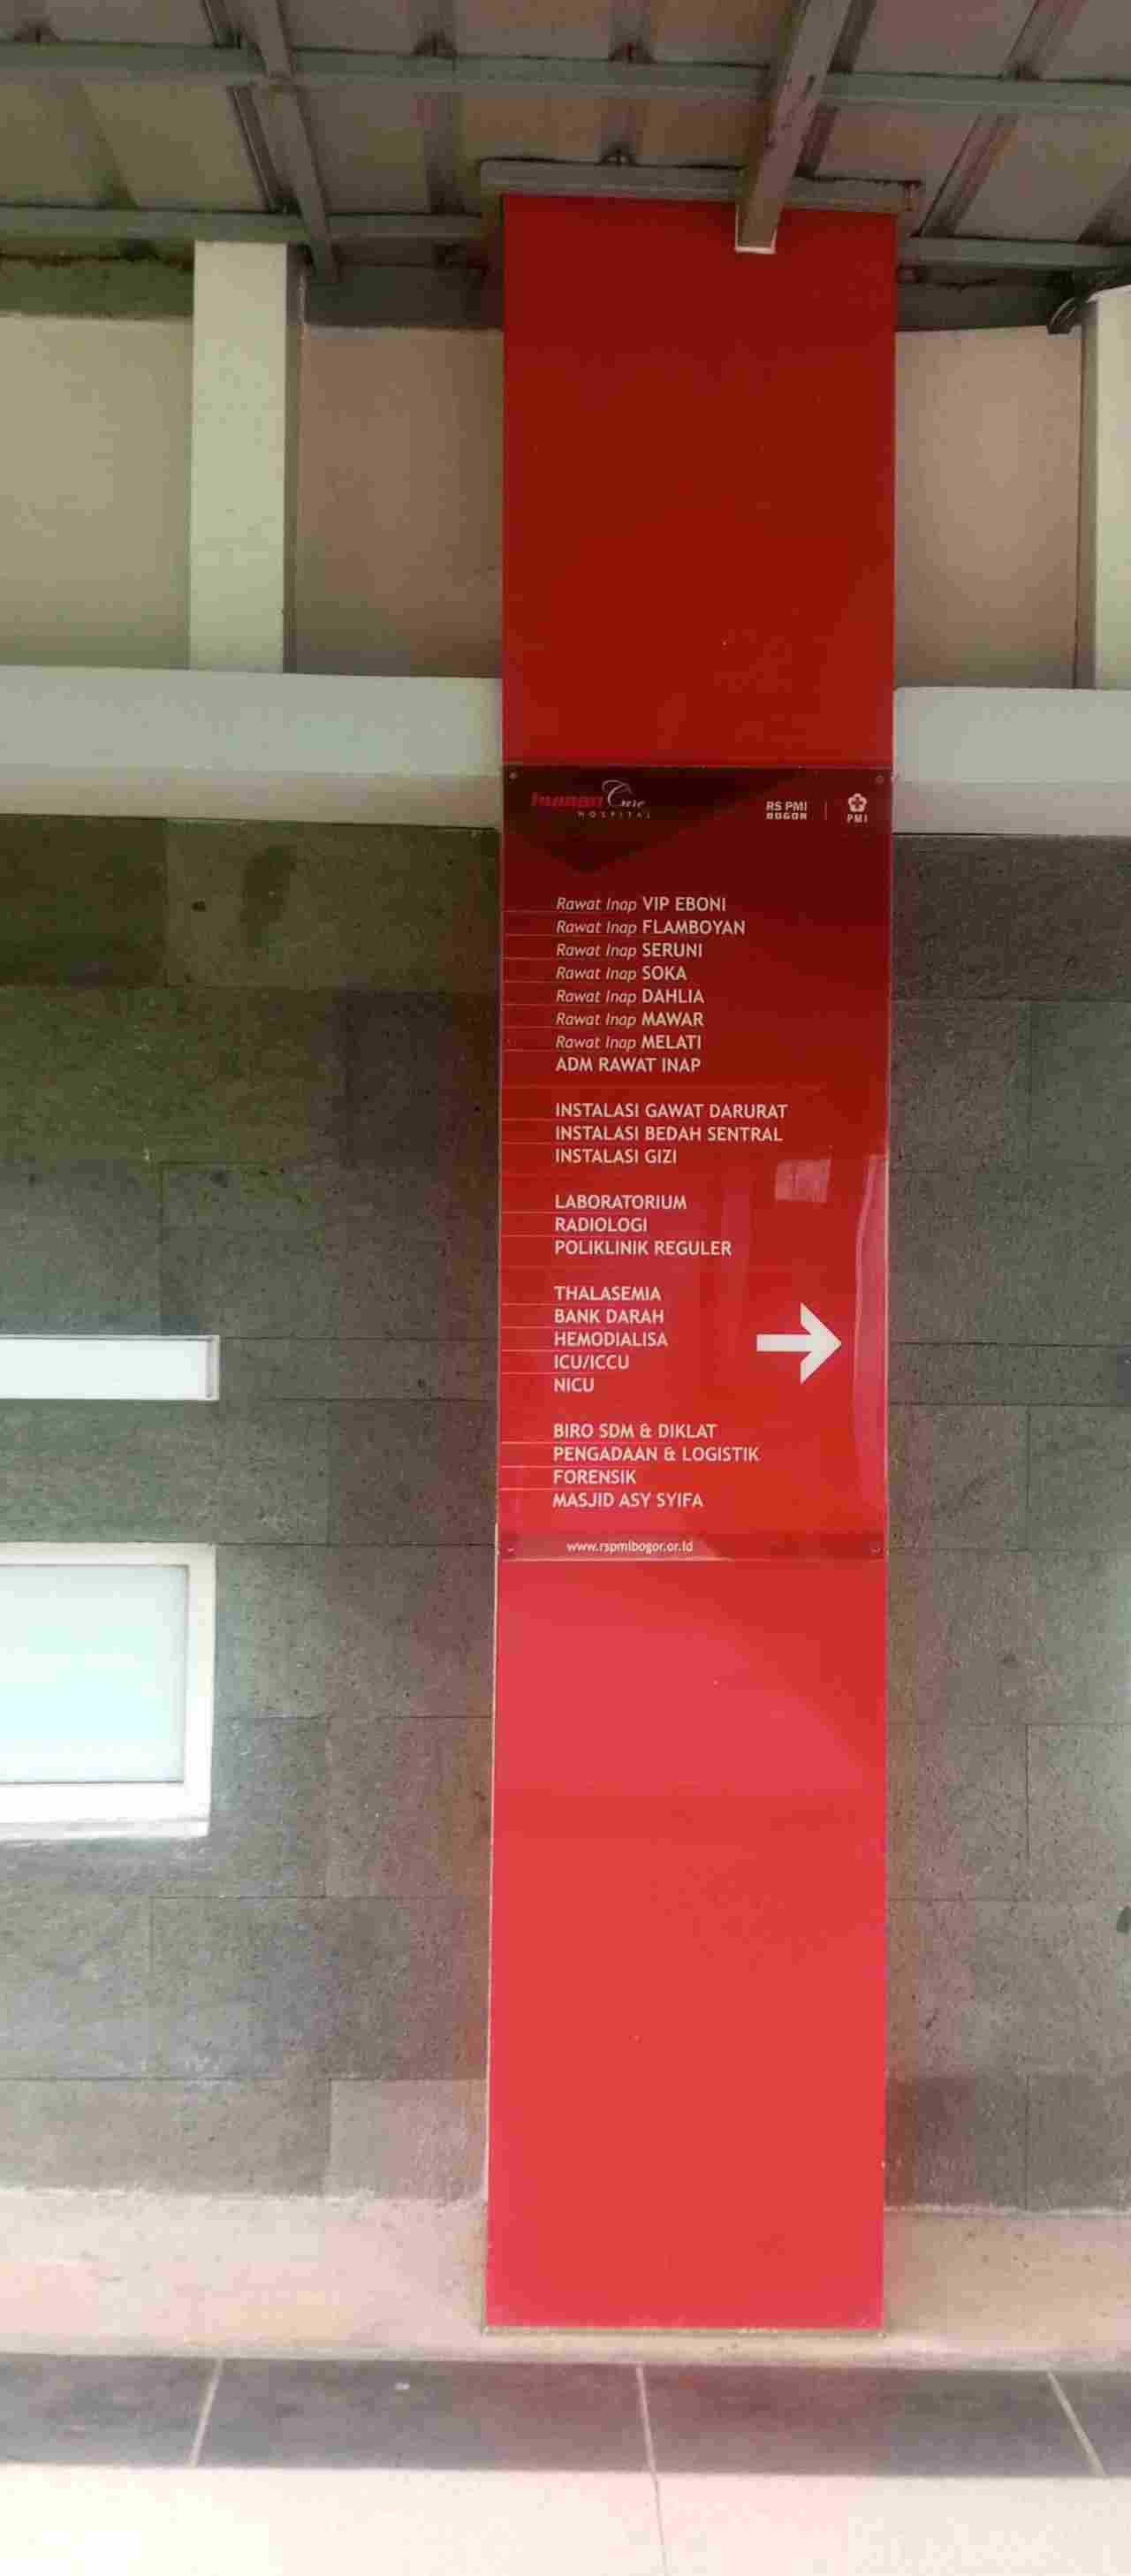 human Care
HOSPITAL
RS PMI
BOGOR
PMI
Rawat Inap VIP EBONI
Rawat Inap FLAMBOYAN
Rawat Inap SERUNI
Rawat Inap SOKA
Rawat Inap DAHLIA
Rawat Inap MAWAR
Rawat Inap MELATI
ADM RAWAT INAP
INSTALASI GAWAT DARURAT
INSTALASI BEDAH SENTRAL
INSTALASI GIZI
LABORATORIUM
RADIOLOGI
POLIKLINIK REGULER
THALASEMIA
BANK DARAH
HEMODIALISA
ICU/ICCU
NICU
BIRO SDM & DIKLAT
PENGADAAN & LOGISTIK
FORENSIK
MASJID ASY SYIFA
www.rspmibogor.or.id